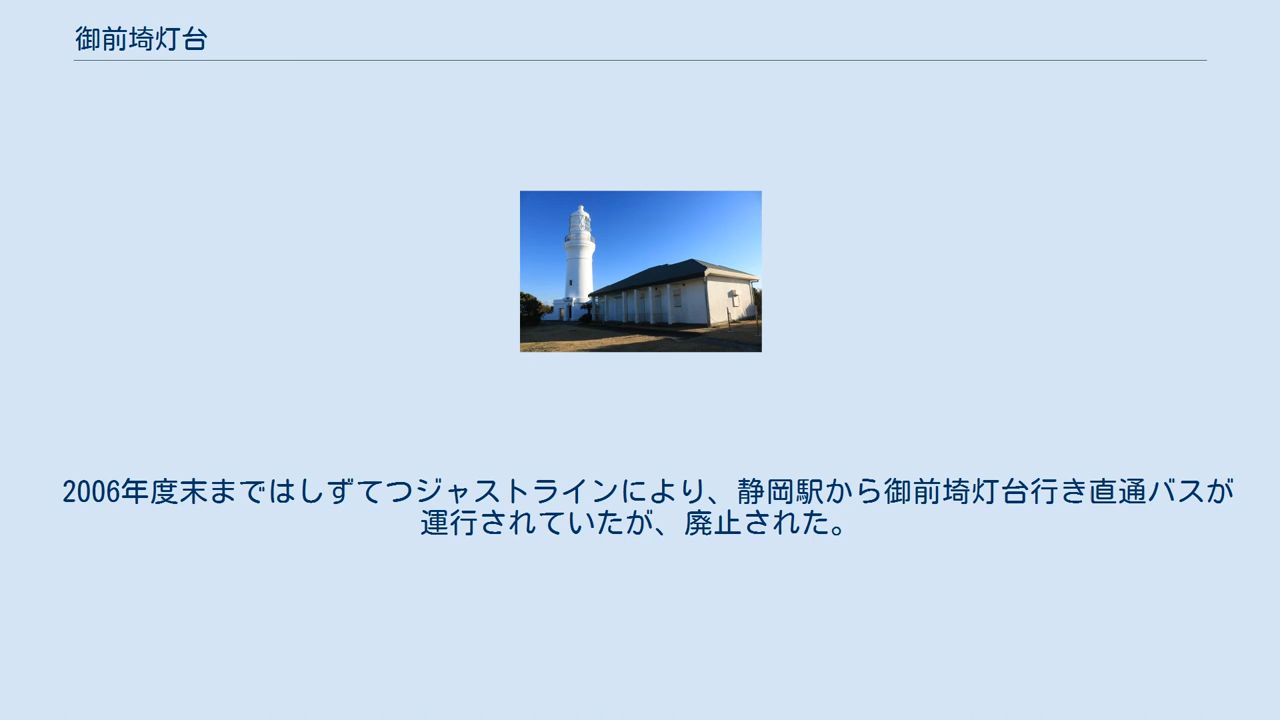 御前埼灯台
2006年度末まではしずてつジャストラインにより、静岡駅から御前埼灯台行き直通バスが
運行されていたが、廃止された。